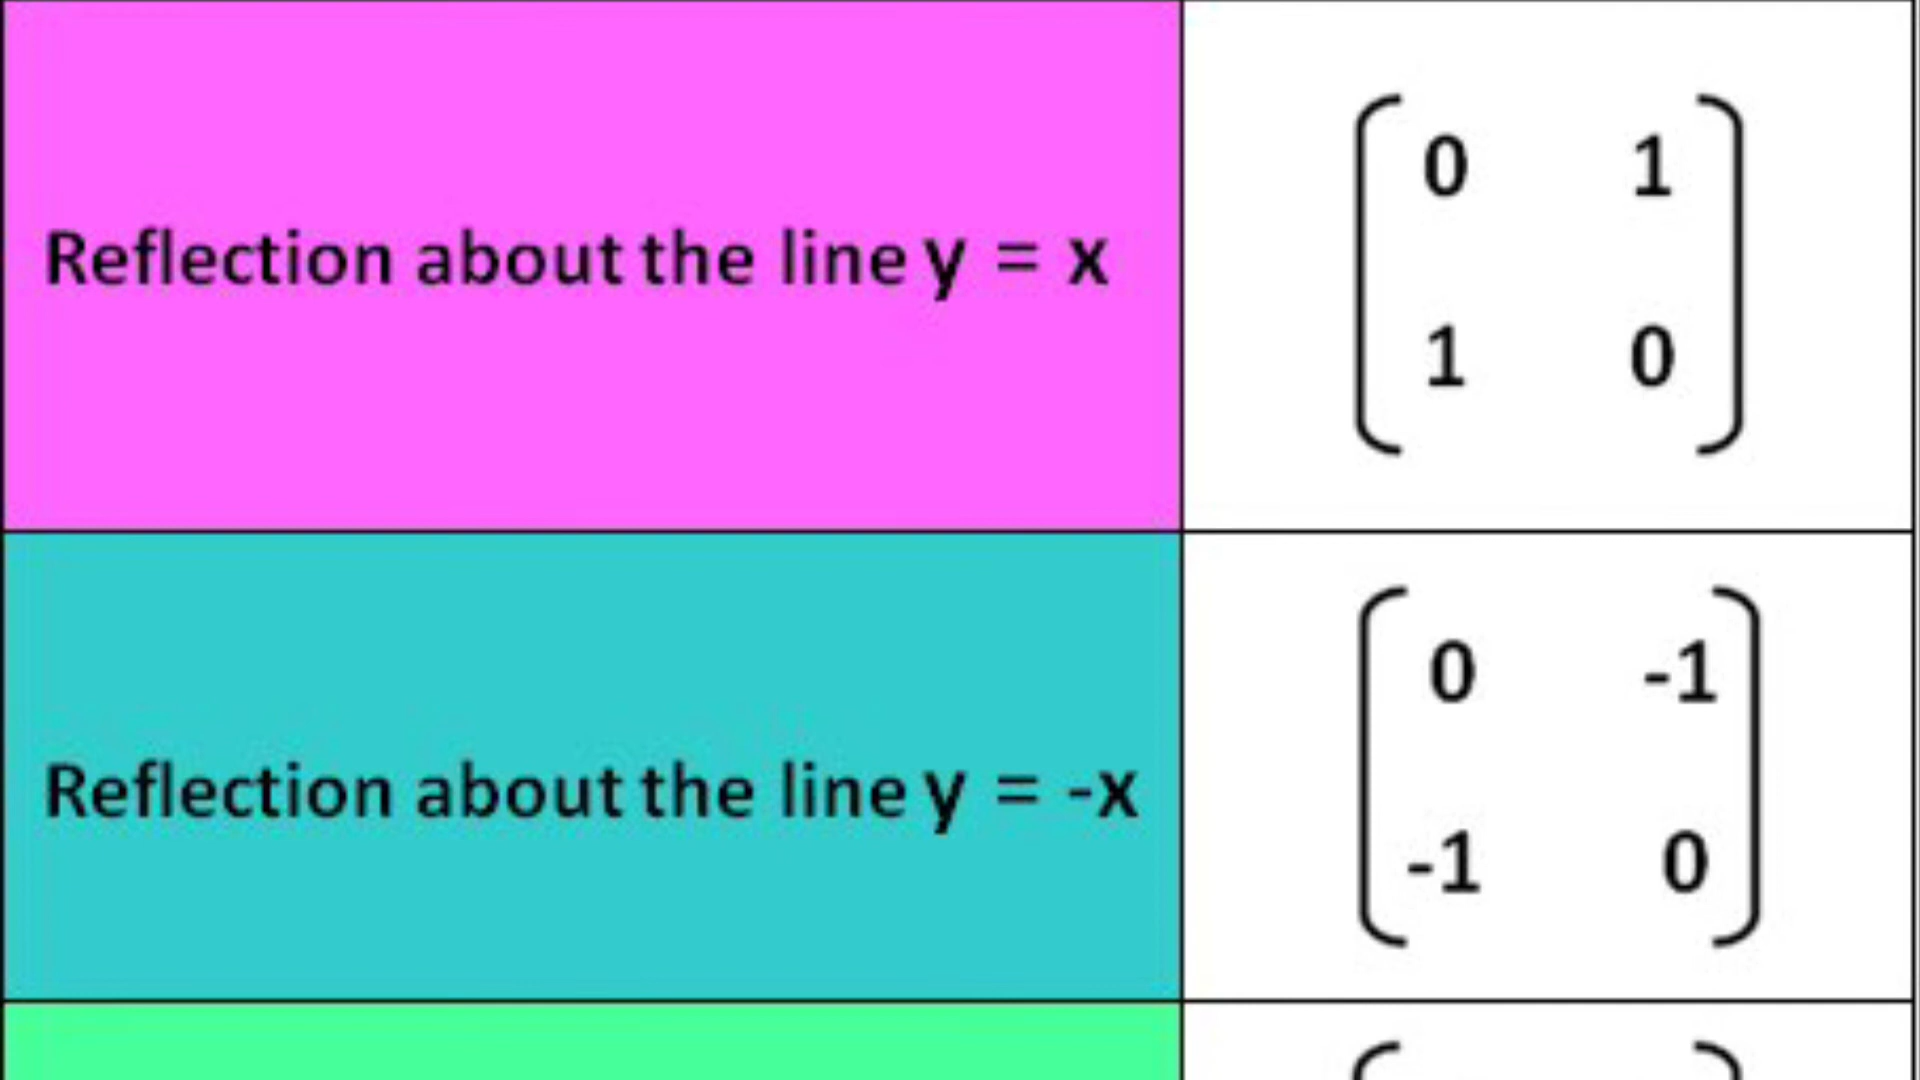 Reflection about the line y = x
0 1
1 0
Reflection about the line y = -x
0 -1
-1 0